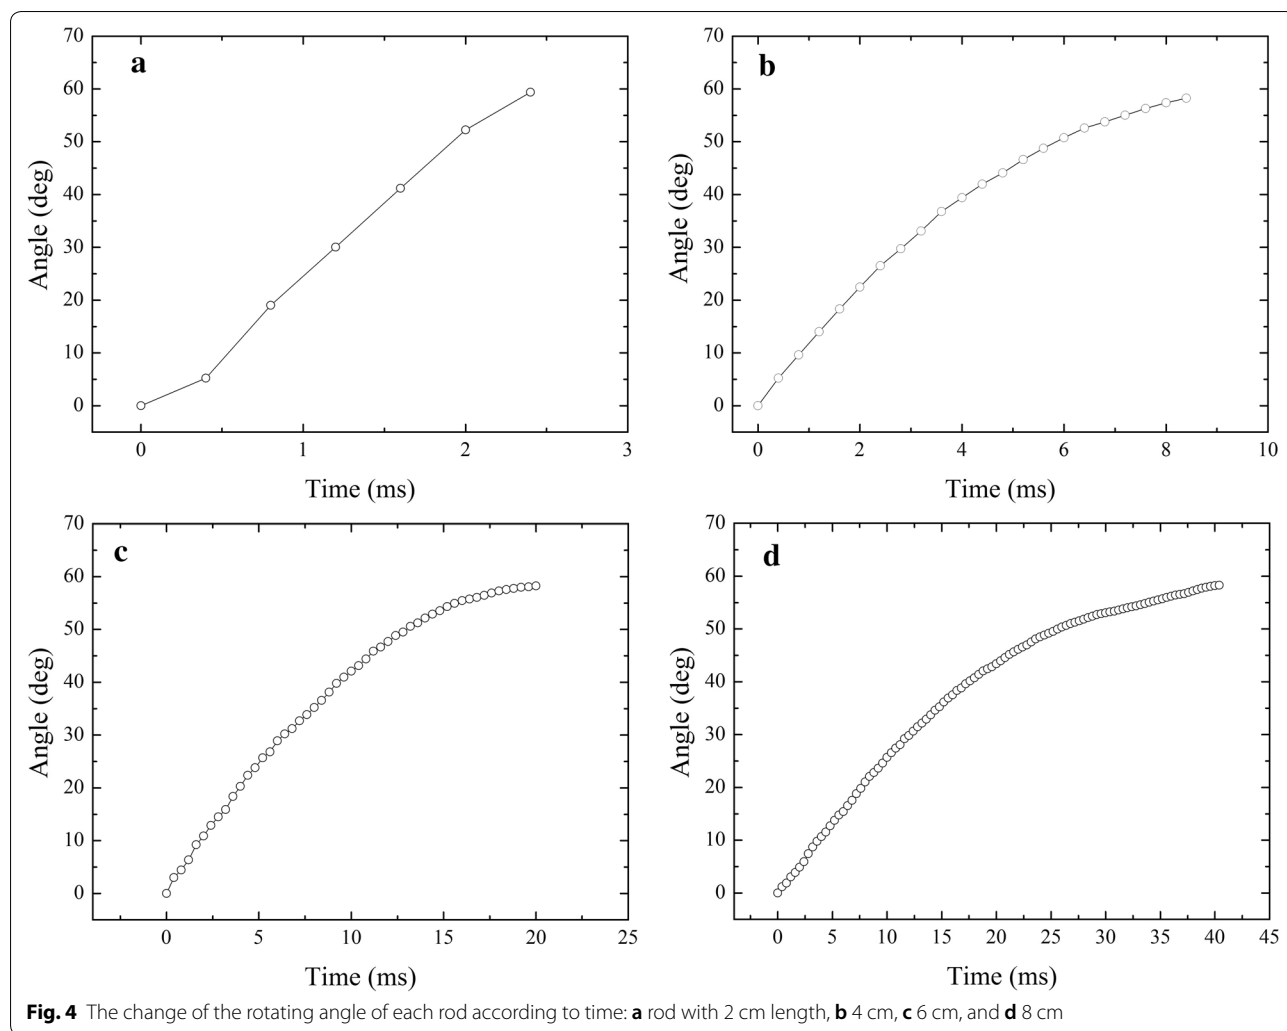 70
60
50
40
30
20
10
0
Angle (deg)
a
0 1 2 3
Time (ms)
70
60
50
40
30
20
10
0
Angle (deg)
b
0 2 4 6 8 10
Time (ms)
70
60
50
40
30
20
10
0
Angle (deg)
c
0 5 10 15 20 25
Time (ms)
70
60
50
40
30
20
10
0
Angle (deg)
d
0 5 10 15 20 25 30 35 40 45
Time (ms)
Fig. 4 The change of the rotating angle of each rod according to time: a rod with 2 cm length, b 4 cm, c 6 cm, and d 8 cm